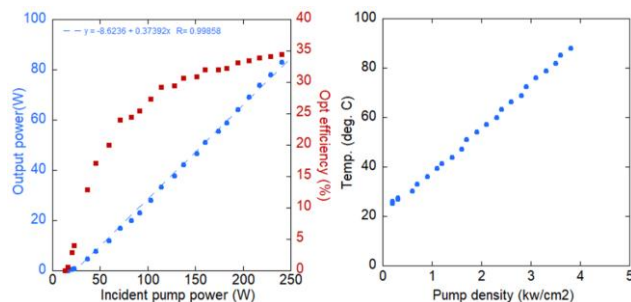 y = -8.6236 + 0.37392x R= 0.99858
Output power(W)
100
80
60
40
20
0
40
35
30
25
20
15
10
5
0
Opt efficiency (%)
0 50 100 150 200 250
Incident pump power (W)
Temp. (deg. C)
100
80
60
40
20
0
0 1 2 3 4 5
Pump density (kw/cm2)